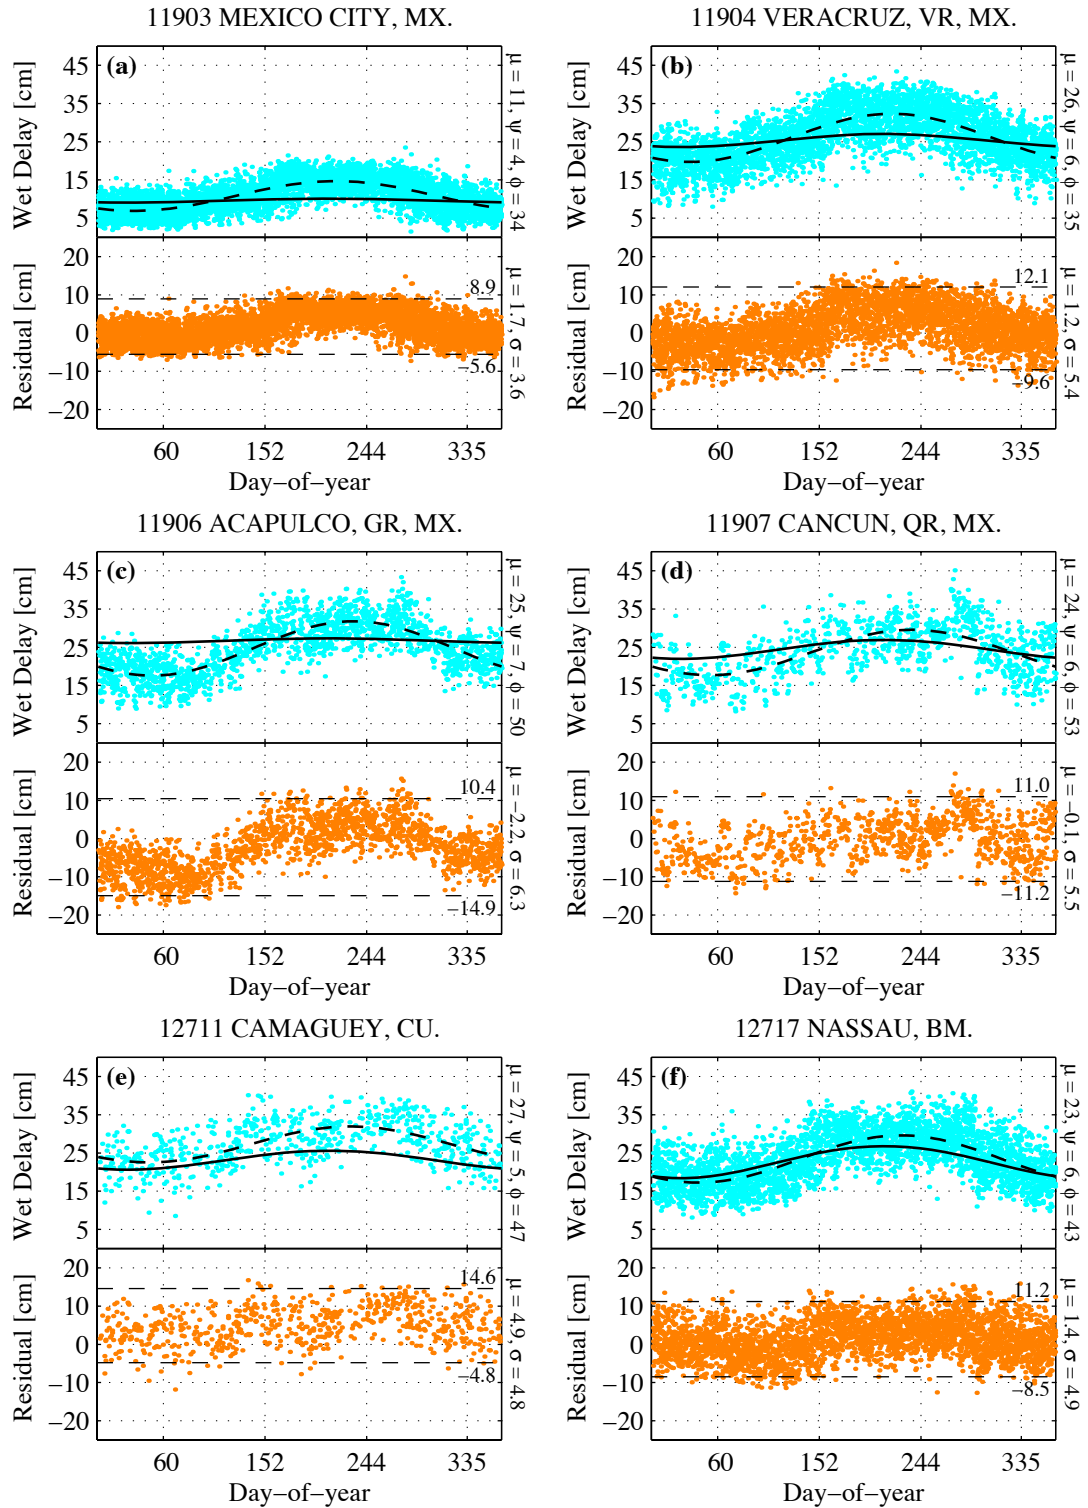 11903 MEXICO CITY, MX.
(a)
Wet Delay [cm]
45
35
25
15
5
μ = 11, ψ = 4, ϕ = 34
Residual [cm]
20
10
0
−10
−20
8.9
−5.6
μ = 1.7, σ = 3.6
60 152 244 335
Day−of−year
11904 VERACRUZ, VR, MX.
(b)
Wet Delay [cm]
45
35
25
15
5
μ = 26, ψ = 6, ϕ = 35
Residual [cm]
20
10
0
−10
−20
12.1
−9.6
μ = 1.2, σ = 5.4
60 152 244 335
Day−of−year
11906 ACAPULCO, GR, MX.
(c)
Wet Delay [cm]
45
35
25
15
5
μ = 25, ψ = 7, ϕ = 50
Residual [cm]
20
10
0
−10
−20
10.4
−14.9
μ = −2.2, σ = 6.3
60 152 244 335
Day−of−year
11907 CANCUN, QR, MX.
(d)
Wet Delay [cm]
45
35
25
15
5
μ = 24, ψ = 6, ϕ = 53
Residual [cm]
20
10
0
−10
−20
11.0
−11.2
μ = −0.1, σ = 5.5
60 152 244 335
Day−of−year
12711 CAMAGUEY, CU.
(e)
Wet Delay [cm]
45
35
25
15
5
μ = 27, ψ = 5, ϕ = 47
Residual [cm]
20
10
0
−10
−20
14.6
−4.8
μ = 4.9, σ = 4.8
60 152 244 335
Day−of−year
12717 NASSAU, BM.
(f)
Wet Delay [cm]
45
35
25
15
5
μ = 23, ψ = 6, ϕ = 43
Residual [cm]
20
10
0
−10
−20
11.2
−8.5
μ = 1.4, σ = 4.9
60 152 244 335
Day−of−year